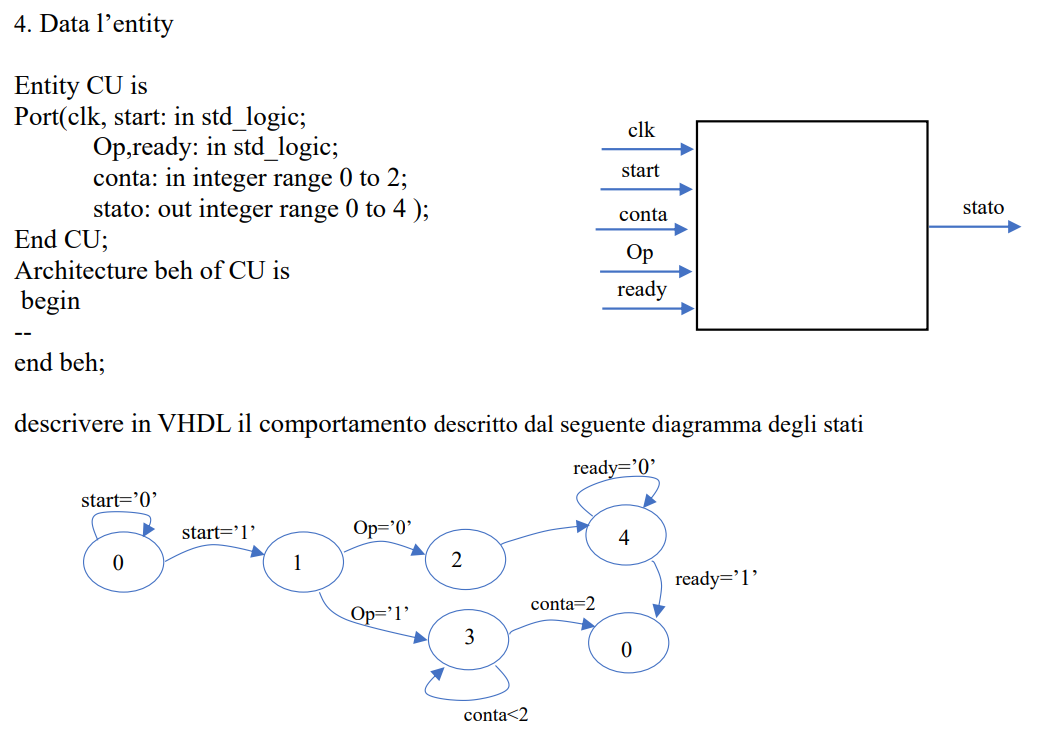 4. Data l’entity
Entity CU is
Port(clk, start: in std_logic;
Op,ready: in std_logic;
conta: in integer range 0 to 2;
stato: out integer range 0 to 4 );
End CU;
Architecture beh of CU is
begin
--
end beh;
clk
start
conta
Op
ready
stato
descrivere in VHDL il comportamento descritto dal seguente diagramma degli stati
ready=’0’
start=’0’
start=’1’
Op=’0’
4
0
1
2
ready=’1’
Op=’1’
conta=2
3
0
conta<2